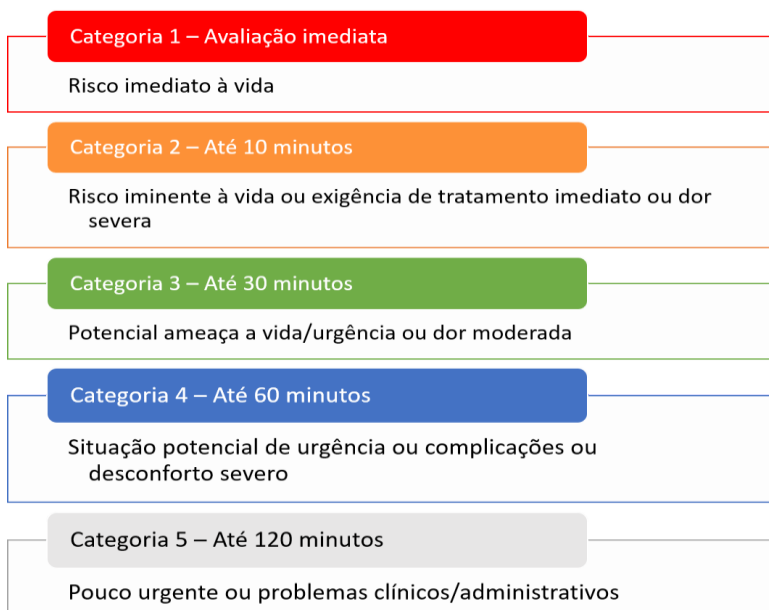 Categoria 1 – Avaliação imediata
Risco imediato à vida
Categoria 2 – Até 10 minutos
Risco iminente à vida ou exigência de tratamento imediato ou dor
severa
Categoria 3 – Até 30 minutos
Potencial ameaça a vida/urgência ou dor moderada
Categoria 4 – Até 60 minutos
Situação potencial de urgência ou complicações ou
desconforto severo
Categoria 5 – Até 120 minutos
Pouco urgente ou problemas clínicos/administrativos